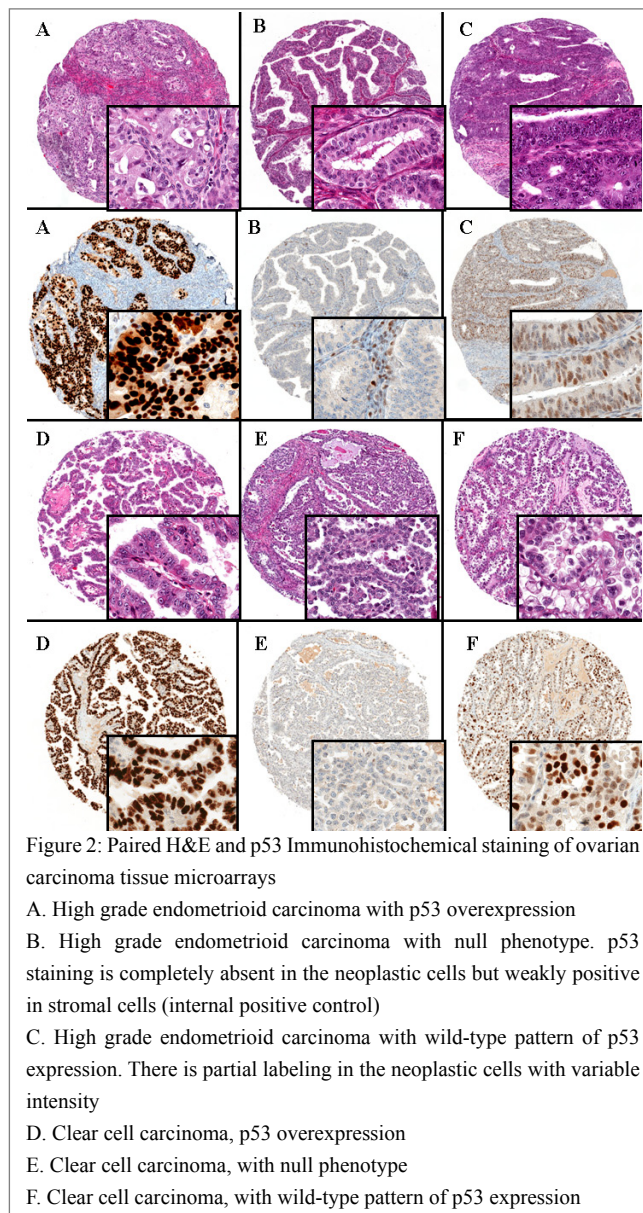 A B C
A B C
D E F
D E F
Figure 2: Paired H&E and p53 Immunohistochemical staining of ovarian
carcinoma tissue microarrays
A. High grade endometrioid carcinoma with p53 overexpression
B. High grade endometrioid carcinoma with null phenotype. p53
staining is completely absent in the neoplastic cells but weakly positive
in stromal cells (internal positive control)
C. High grade endometrioid carcinoma with wild-type pattern of p53
expression. There is partial labeling in the neoplastic cells with variable
intensity
D. Clear cell carcinoma, p53 overexpression
E. Clear cell carcinoma, with null phenotype
F. Clear cell carcinoma, with wild-type pattern of p53 expression